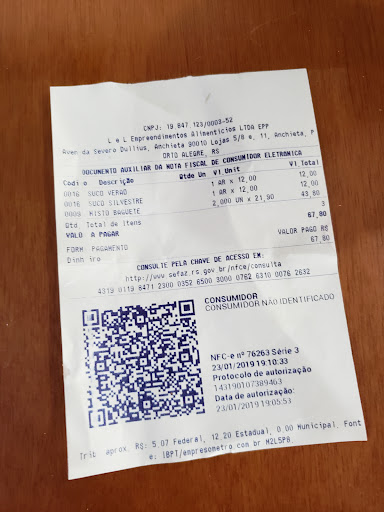 CNPJ: 19.847.123/0003-52
L e L Empreendimentos Alimenticios LTDA EPP
Avenida Severo Dullius, Anchieta 90010 Lojas 5/8 e, 11, Anchieta, P
ORTO ALEGRE, RS
DOCUMENTO AUXILIAR DA NOTA FISCAL DE CONSUMIDOR ELETRONICA
Codigo Descrição Qtde Un Vl.Unit Vl.Total
0016 SUCO VERAO 1 AR x 12,00 12,00
0016 SUCO SILVESTRE 1 AR x 12,00 12,00
0009 MISTO BAGUETE 2,000 UN x 21,90 43,80
Qtd Total de itens 3
VALO A PAGAR 67,80
FORM PAGAMENTO VALOR PAGO R$
Dinh iro 67,80
CONSULTE PELA CHAVE DE ACESSO EM:
http://www.sefaz.rs.gov.br/nfce/consulta
4319 0119 8471 2300 0352 6500 3000 0762 6310 0076 2632
CONSUMIDOR
CONSUMIDOR NÃO IDENTIFICADO
NFC-e nº 76263 Série 3
23/01/2019 19:10:33
Protocolo de autorização:
143190107389463
Data de autorização:
23/01/2019 19:05:53
Trib aprox. R$: 5,07 Federal, 12,20 Estadual, 0,00 Municipal. Font
e: IBPT/empresometro.com.br H2L5P8